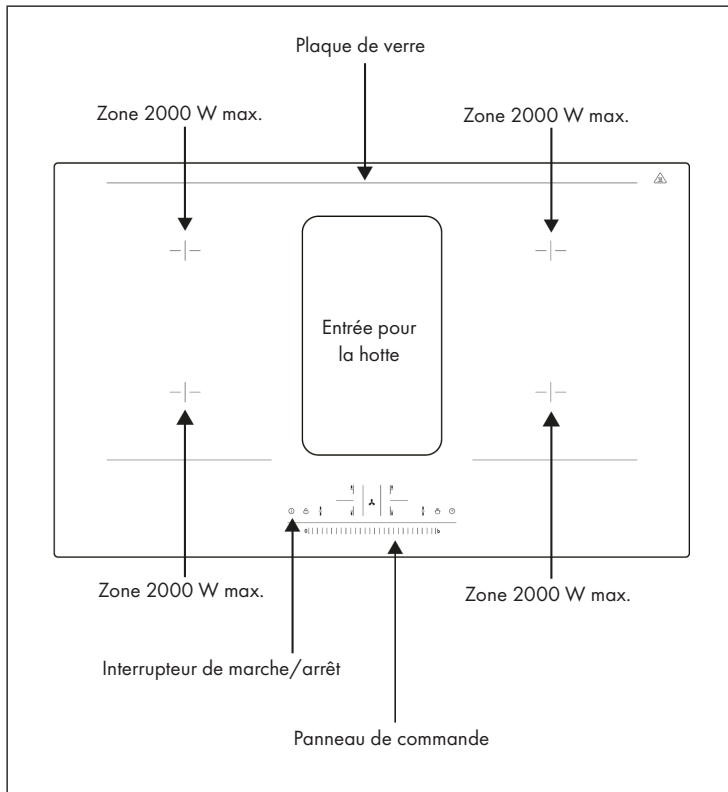 Plaque de verre
Zone 2000 W max.
Zone 2000 W max.
Entrée pour
la hotte
Zone 2000 W max.
Zone 2000 W max.
Interrupteur de marche/arrêt
Panneau de commande